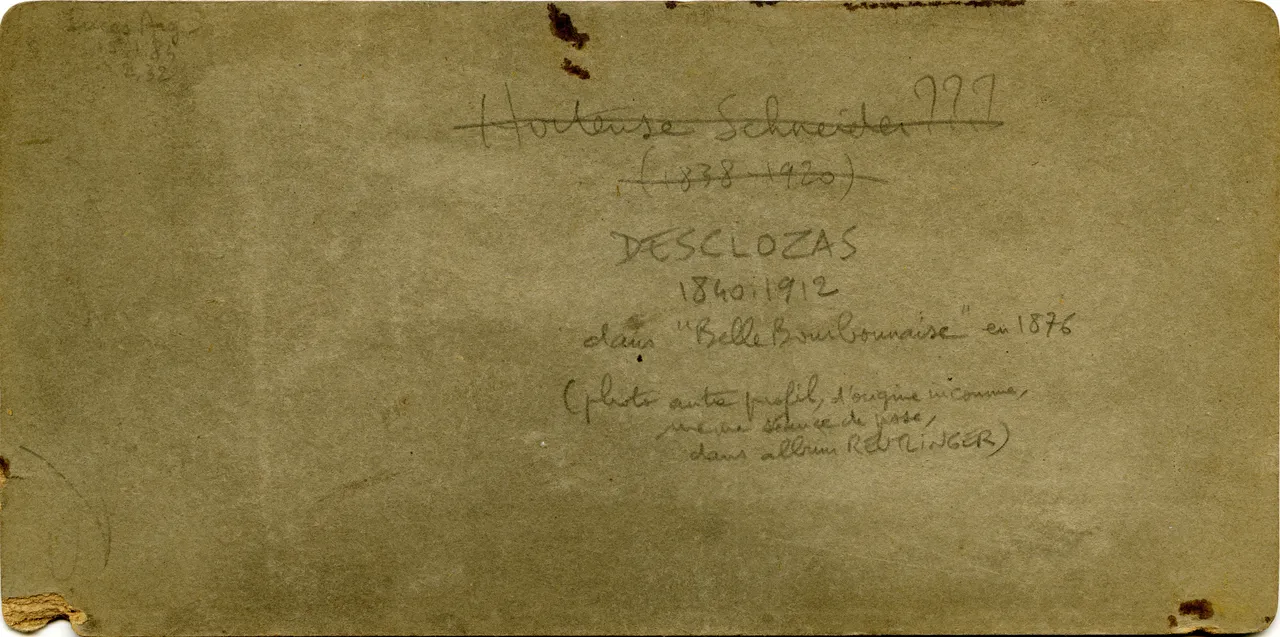 Hortense Schneider ???
(1838-1920)
DESCLOZAS
1840:1912
dans "Belle Bourbonnaise" en 1876
(photo autre profil, d'origine inconnue,
même séance de pose,
dans album REUTLINGER)